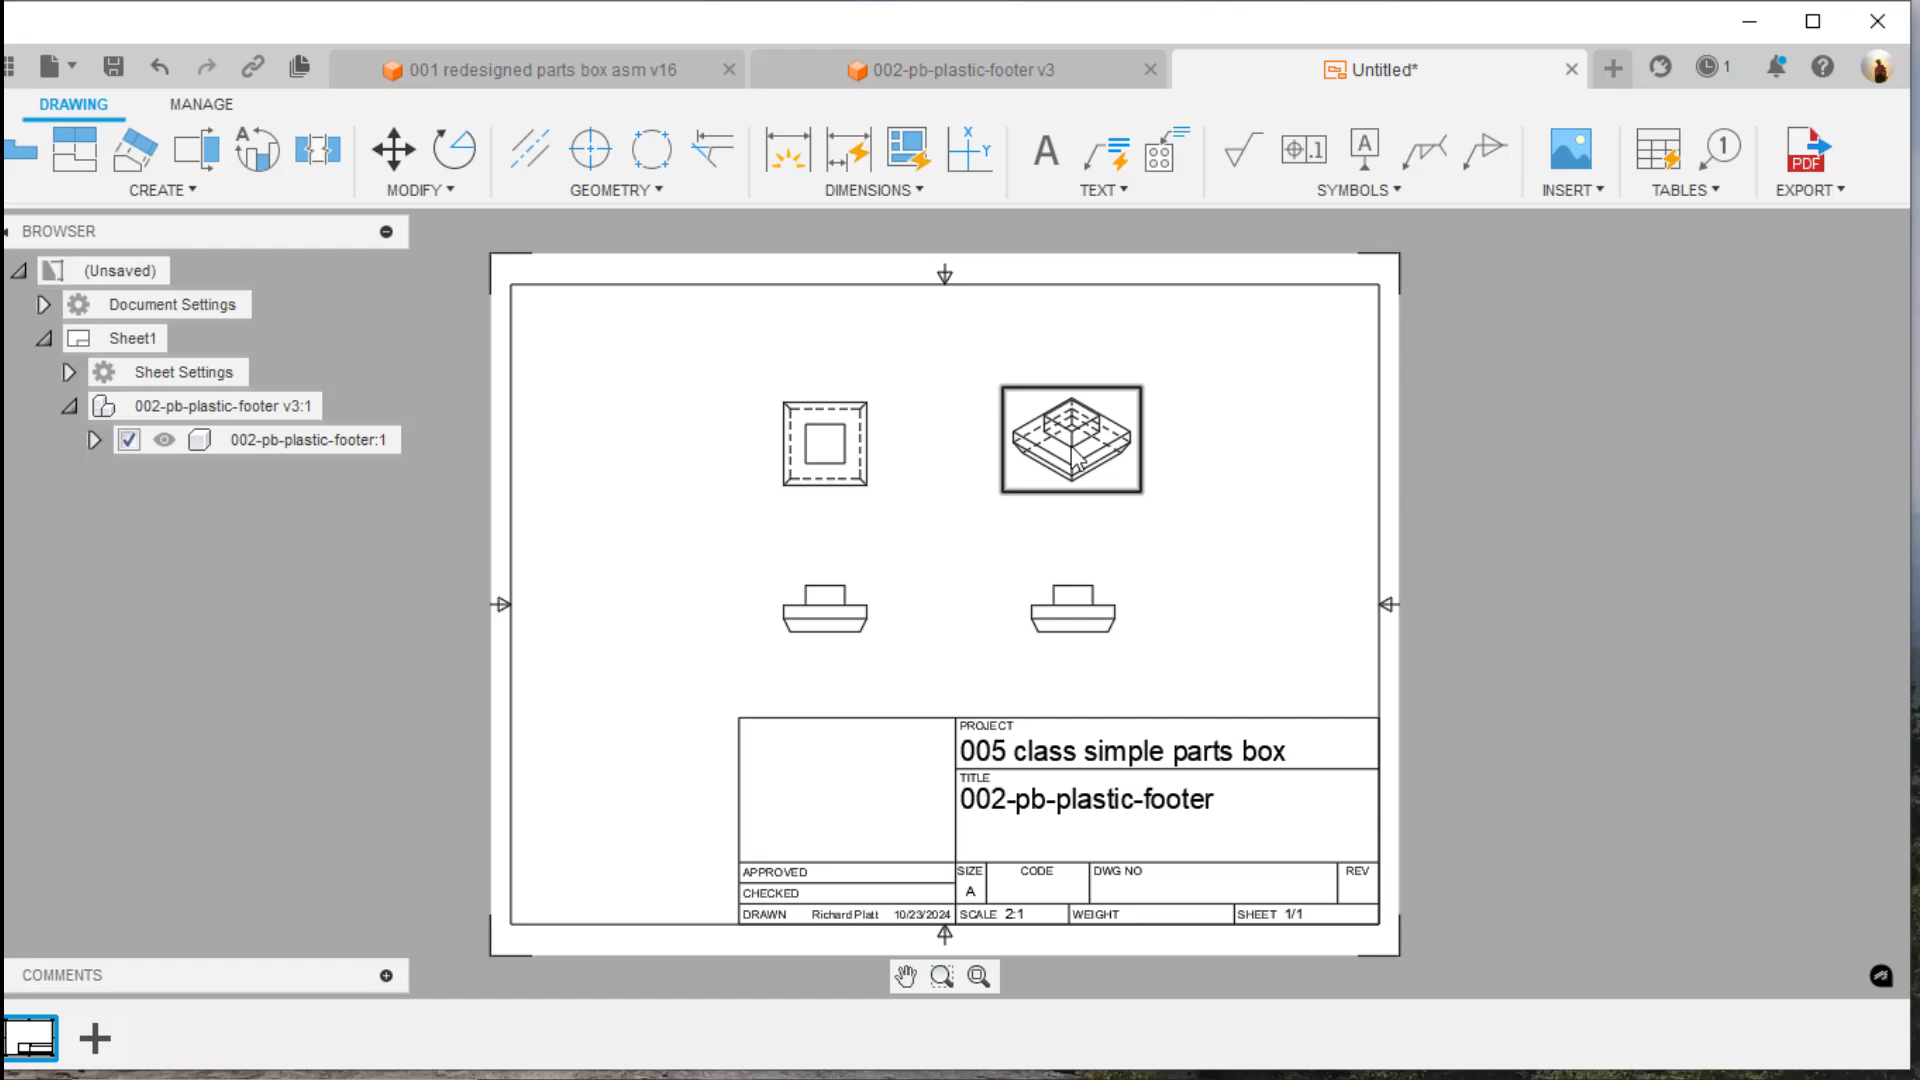 001 redesigned parts box asm v16
002-pb-plastic-footer v3
Untitled*
1
DRAWING
MANAGE
CREATE
MODIFY
GEOMETRY
DIMENSIONS
TEXT
SYMBOLS
INSERT
TABLES
EXPORT
A
X
Y
A
.1
A
1
PDF
BROWSER
(Unsaved)
Document Settings
Sheet1
Sheet Settings
002-pb-plastic-footer v3:1
002-pb-plastic-footer:1
PROJECT
005 class simple parts box
TITLE
002-pb-plastic-footer
APPROVED
CHECKED
DRAWN Richard Platt 10/23/2024
SIZE
A
CODE
DWG NO
REV
SCALE 2:1
WEIGHT
SHEET 1/1
COMMENTS